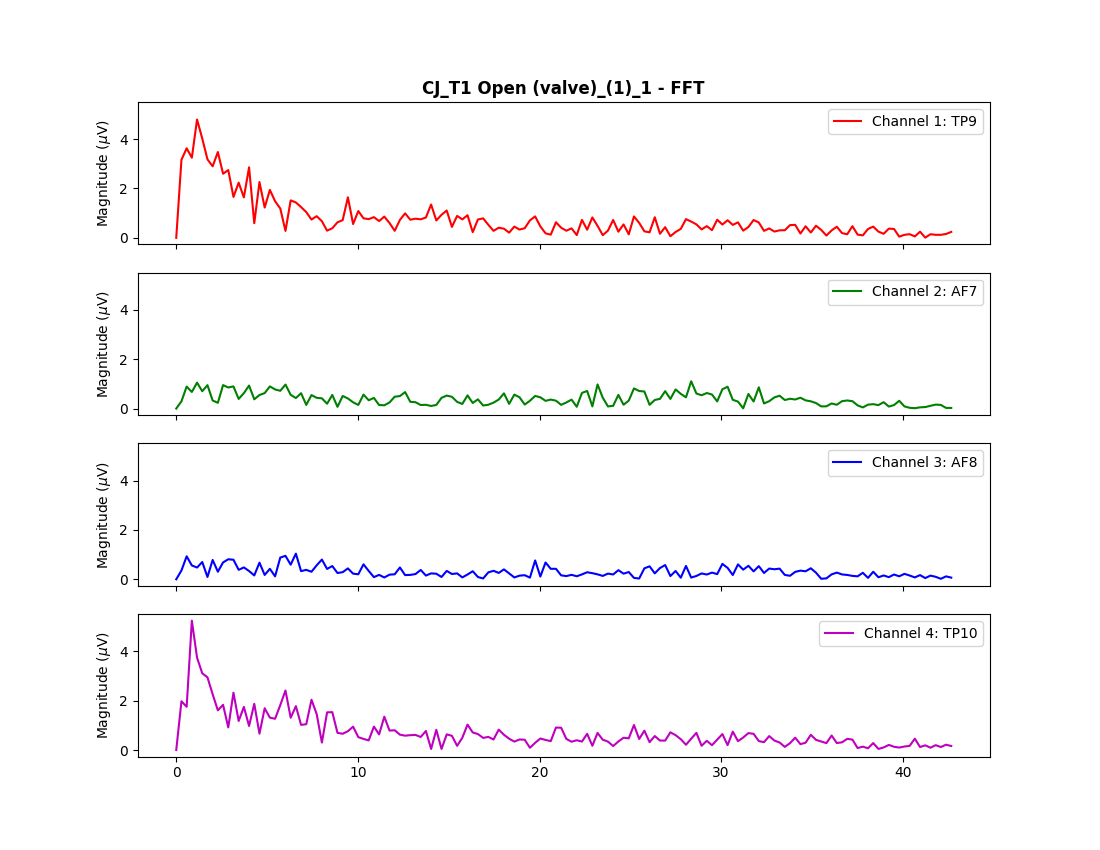 CJ_T1 Open (valve)_(1)_1 - FFT
Magnitude (μV)
4
2
0
Channel 1: TP9
Magnitude (μV)
4
2
0
Channel 2: AF7
Magnitude (μV)
4
2
0
Channel 3: AF8
Magnitude (μV)
4
2
0
Channel 4: TP10
0 10 20 30 40